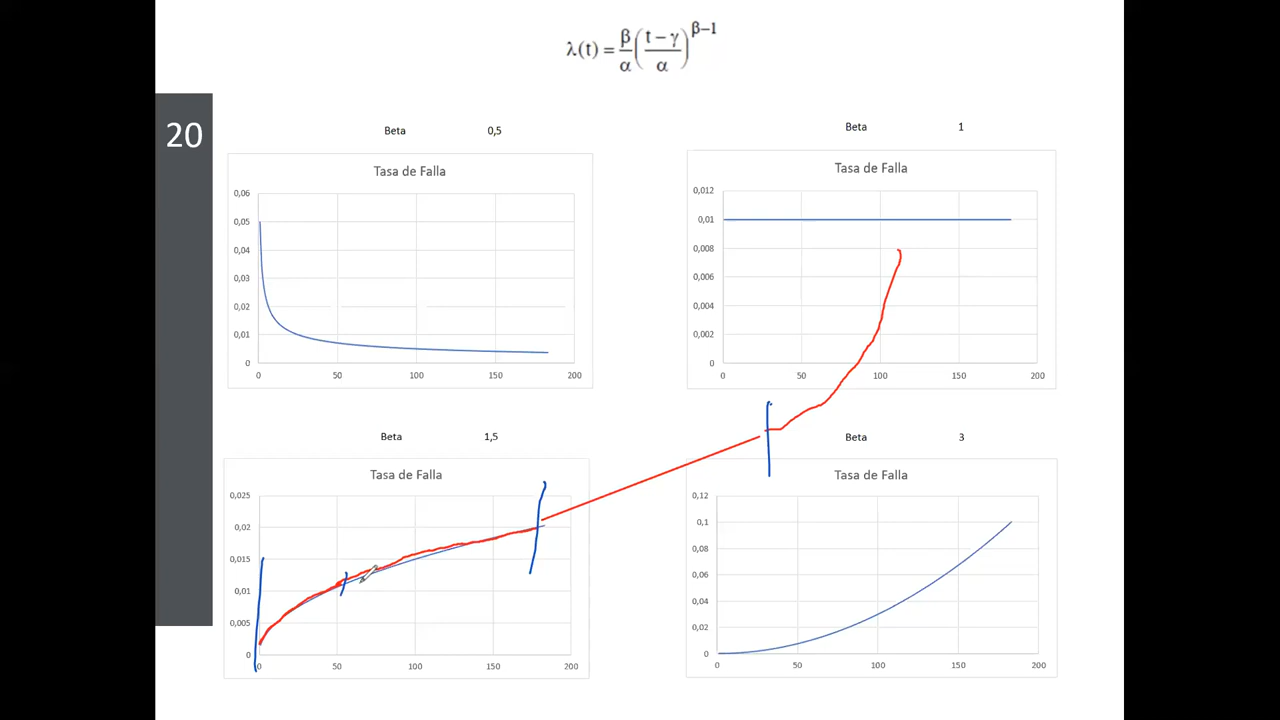 λ(t) = β/α ((t − γ)/α)^β−1
20
Beta 0,5
Tasa de Falla
0,06
0,05
0,04
0,03
0,02
0,01
0
0 50 100 150 200
Beta 1
Tasa de Falla
0,012
0,01
0,008
0,006
0,004
0,002
0
0 50 100 150 200
Beta 1,5
Tasa de Falla
0,025
0,02
0,015
0,01
0,005
0
0 50 100 150 200
Beta 3
Tasa de Falla
0,12
0,1
0,08
0,06
0,04
0,02
0
0 50 100 150 200